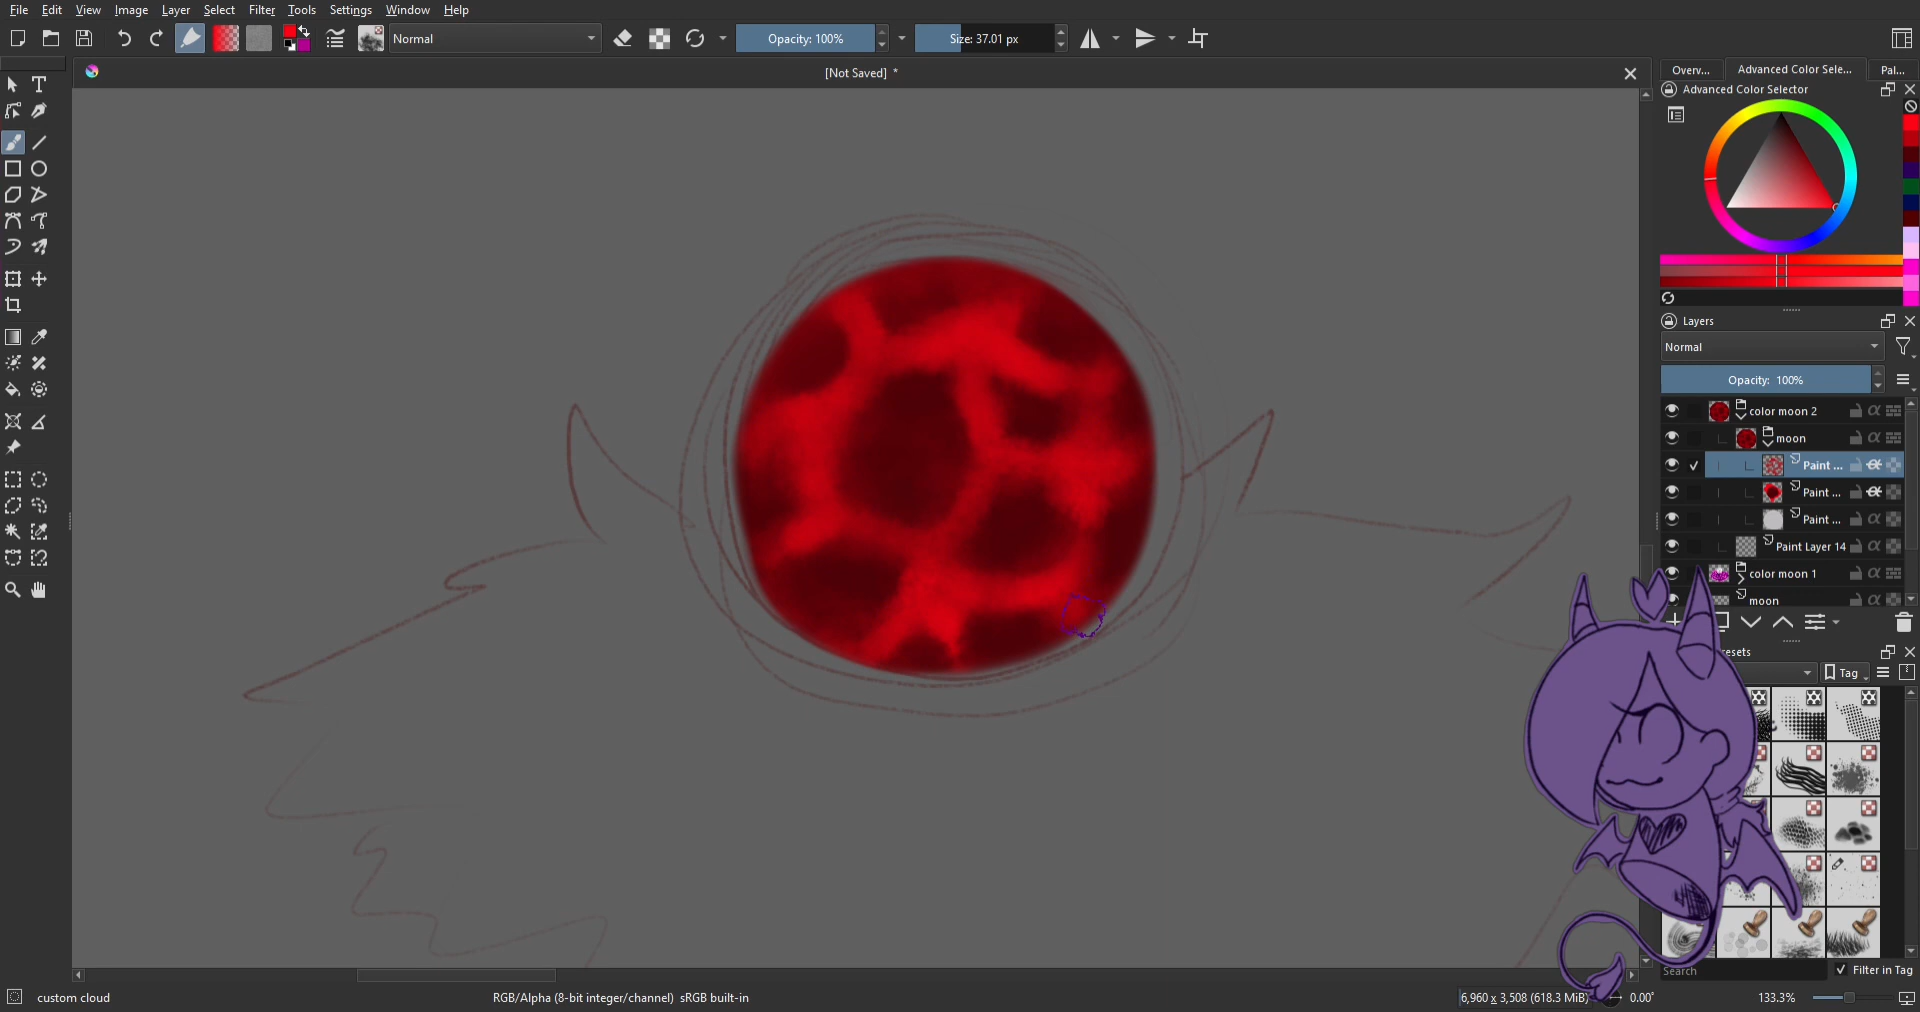 File Edit View Image Layer Select Filter Tools Settings Window Help
Normal
Opacity: 100%
Size: 37.01 px
[Not Saved] *
Overv...
Advanced Color Sele...
Pal...
Advanced Color Selector
Layers
Normal
Opacity: 100%
color moon 2
moon
Paint ...
Paint ...
Paint ...
Paint Layer 14
color moon 1
moon
esets
Tag
Search
Filter in Tag
custom cloud
RGB/Alpha (8-bit integer/channel) sRGB built-in
6,960 x 3,508 (618.3 MiB)
0.00°
133.3%